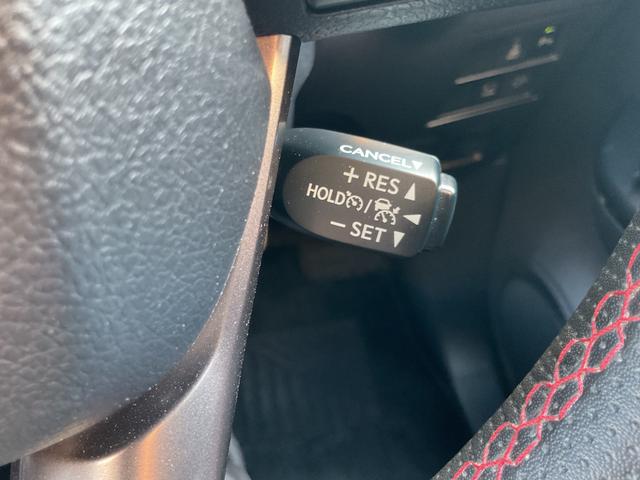 CANCEL▼
+ RES ▲
HOLD / ◀
– SET ▼